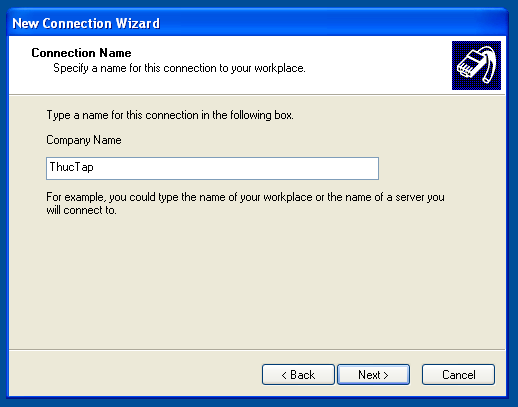 New Connection Wizard
Connection Name
Specify a name for this connection to your workplace.
Type a name for this connection in the following box.
Company Name
ThucTap
For example, you could type the name of your workplace or the name of a server you
will connect to.
< Back
Next >
Cancel